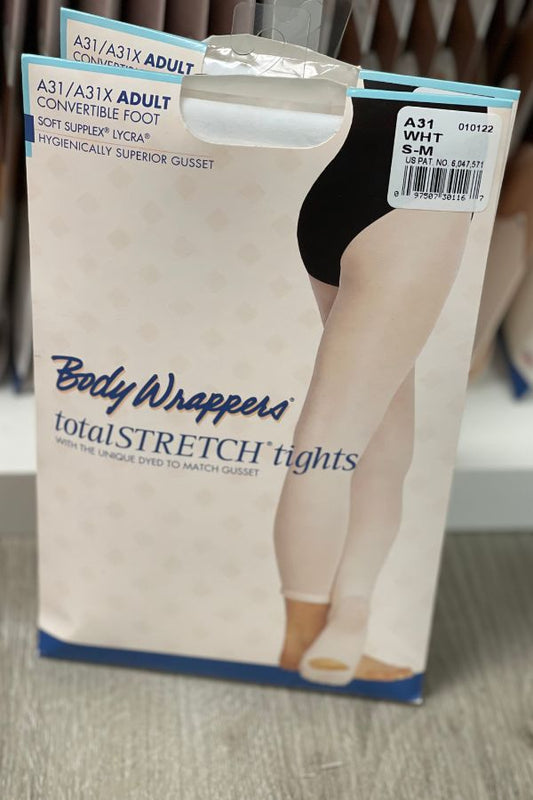 A31/A31X ADULT
A31/A31X ADULT
CONVERTIBLE FOOT
SOFT SUPPLEX® LYCRA®
HYGIENICALLY SUPERIOR GUSSET
A31 010122
WHT
S-M
US PAT. NO. 6,047,571
0 97507 30116 7
Body Wrappers®
totalSTRETCH® tights
WITH THE UNIQUE DYED TO MATCH GUSSET